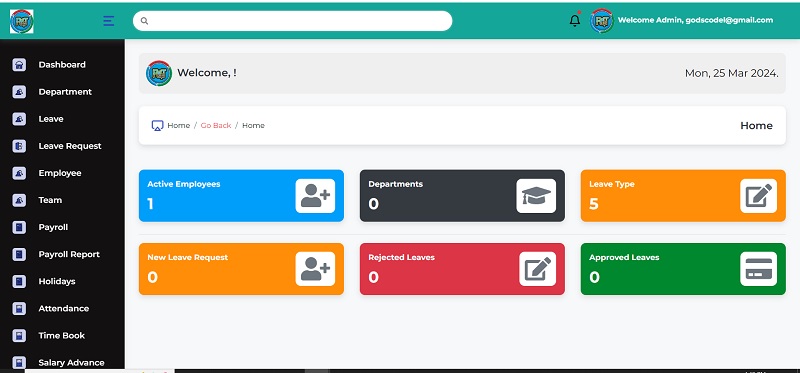 Welcome Admin, godscodel@gmail.com
Dashboard
Department
Leave
Leave Request
Employee
Team
Payroll
Payroll Report
Holidays
Attendance
Time Book
Salary Advance
Welcome, !
Mon, 25 Mar 2024.
Home / Go Back / Home
Home
Active Employees
1
Departments
0
Leave Type
5
New Leave Request
0
Rejected Leaves
0
Approved Leaves
0